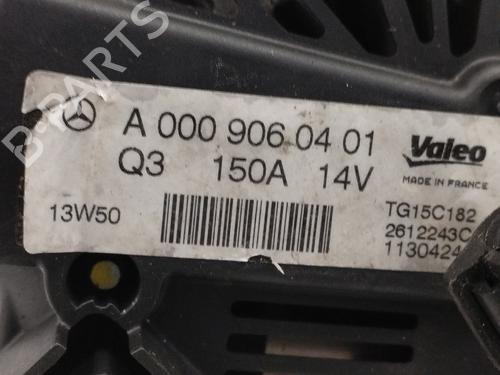 A 000 906 04 01
Valeo
Q3 150A 14V
MADE IN FRANCE
13W50
TG15C182
2612243C
1130424
B-PARTS